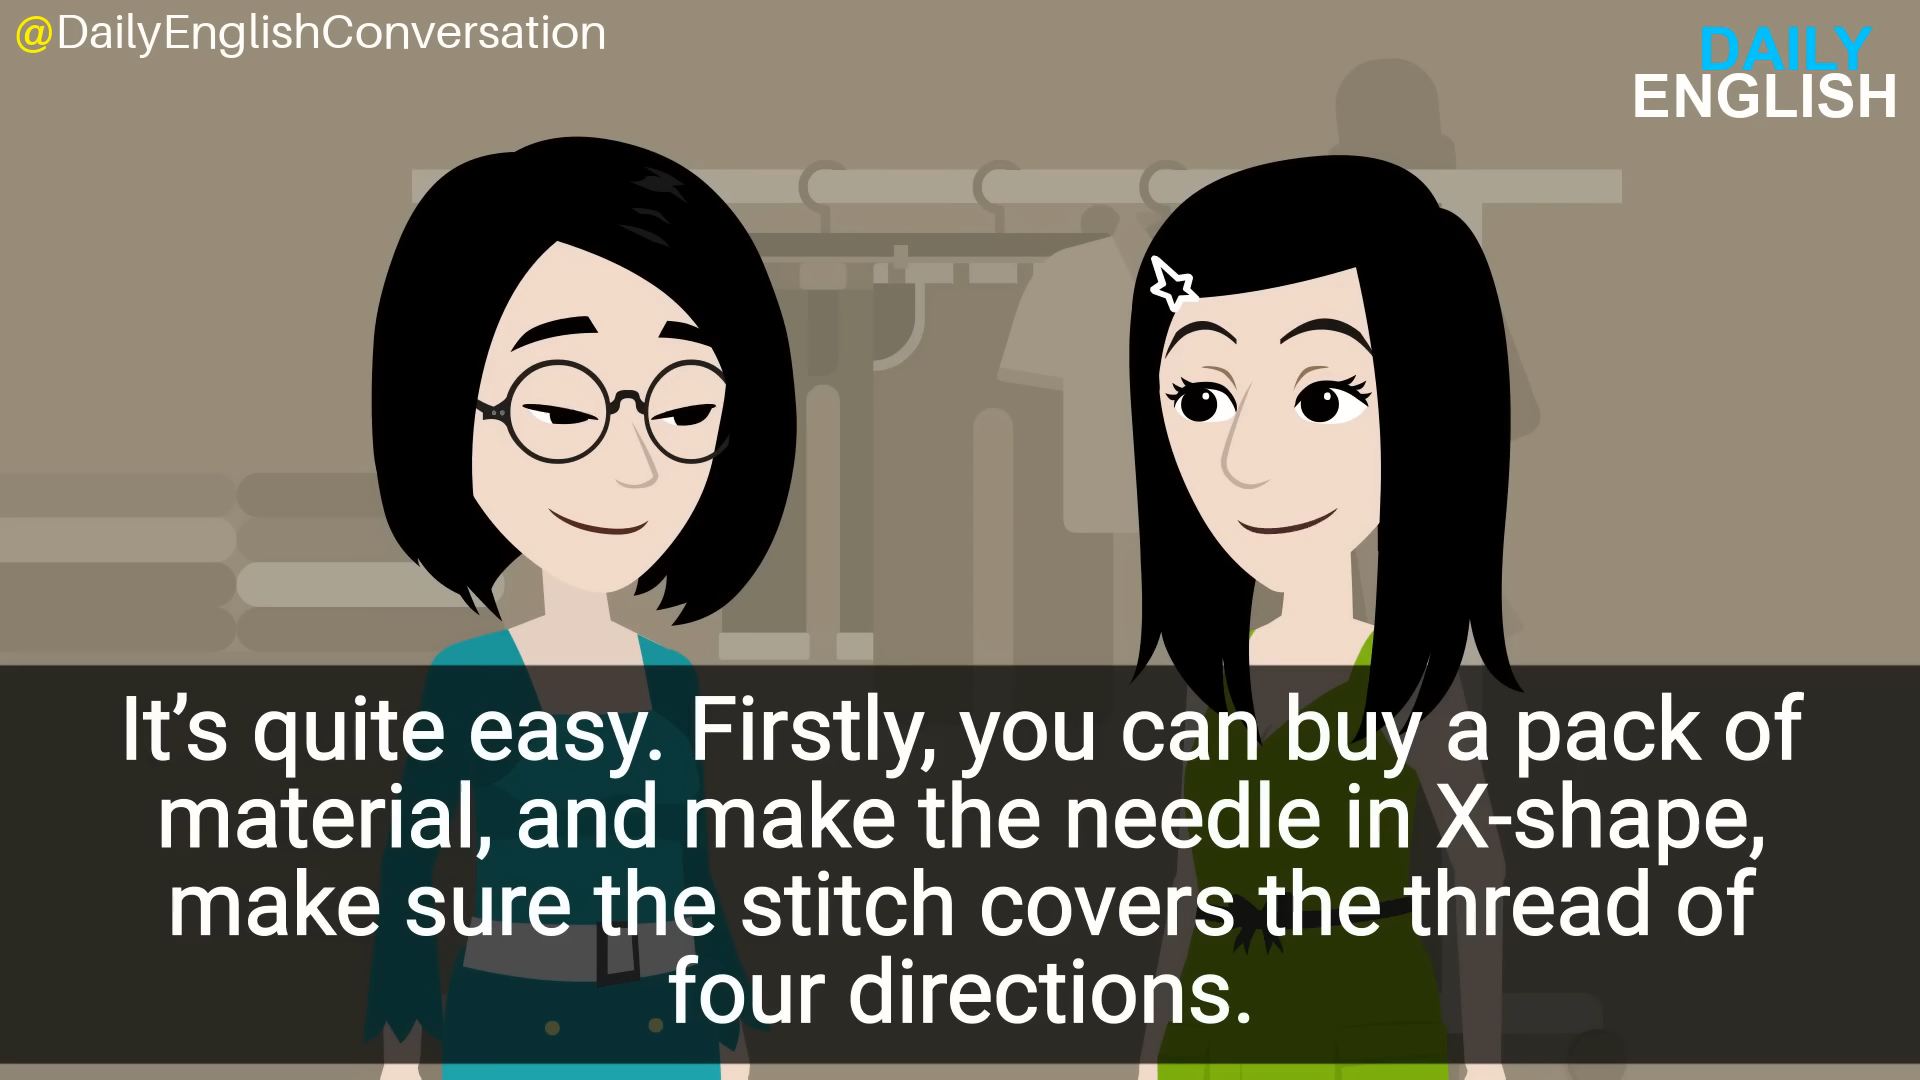 @DailyEnglishConversation
DAILY
ENGLISH
It’s quite easy. Firstly, you can buy a pack of
material, and make the needle in X-shape,
make sure the stitch covers the thread of
four directions.